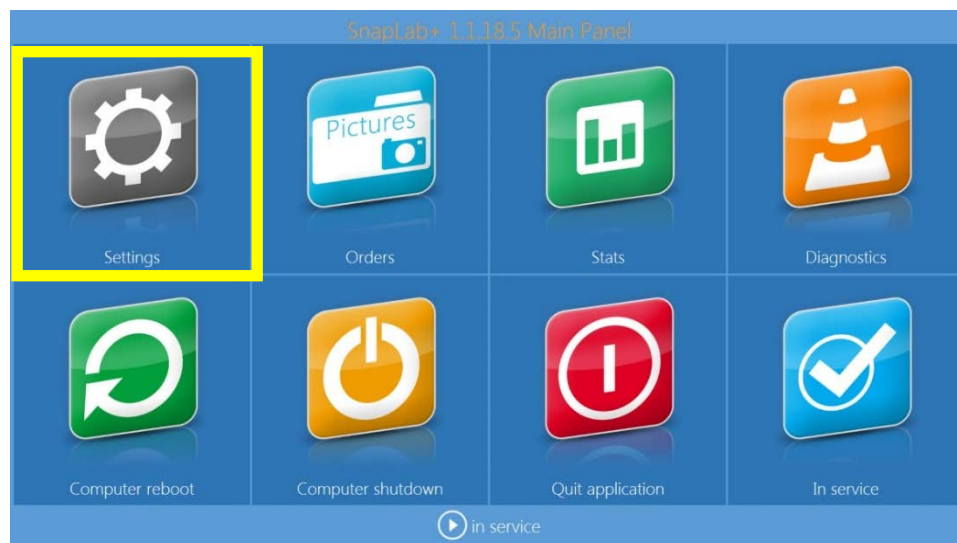 SnapLab+ 1.1.18.5 Main Panel
Pictures
Settings
Orders
Stats
Diagnostics
Computer reboot
Computer shutdown
Quit application
In service
in service